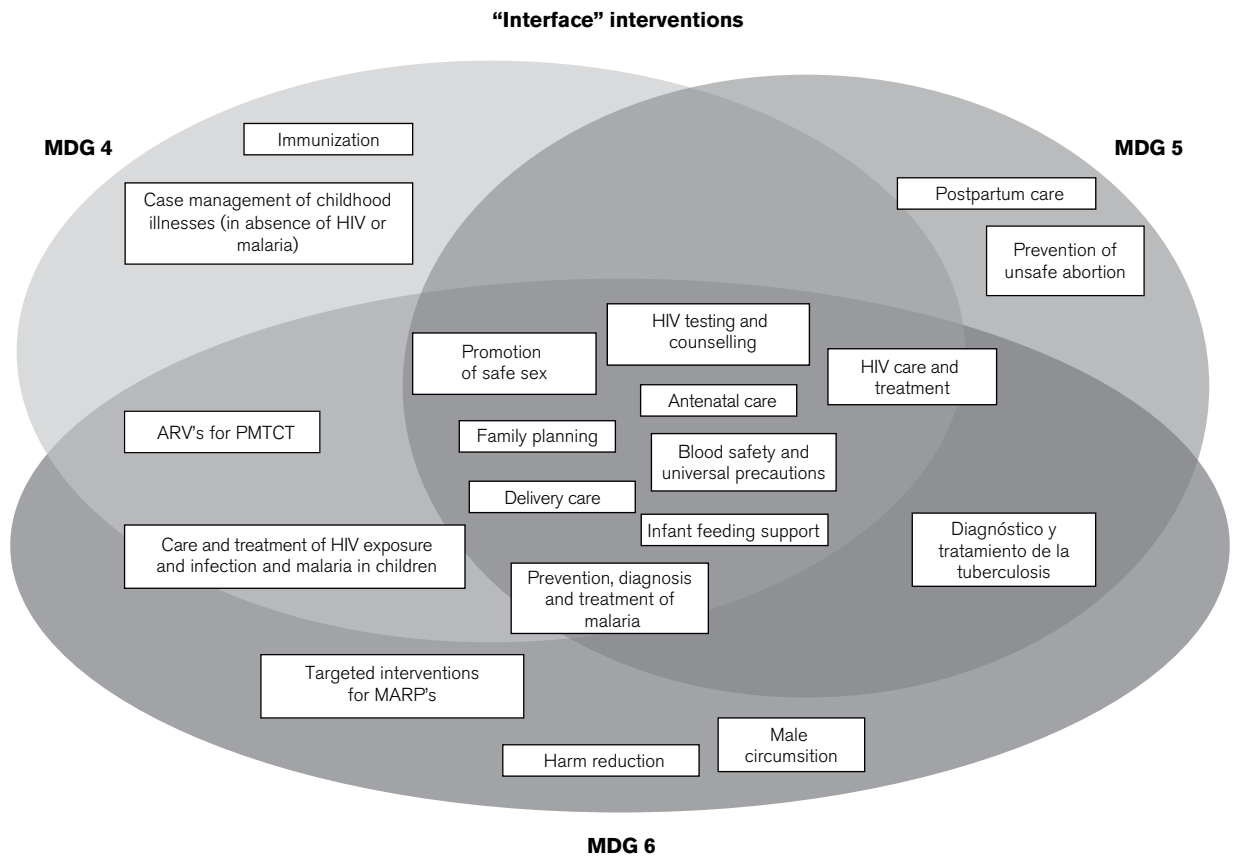 “Interface” interventions
MDG 4
MDG 5
Immunization
Case management of childhood
illnesses (in absence of HIV or
malaria)
Postpartum care
Prevention of
unsafe abortion
HIV testing and
counselling
Promotion
of safe sex
HIV care and
treatment
Antenatal care
ARV's for PMTCT
Family planning
Blood safety and
universal precautions
Delivery care
Infant feeding support
Care and treatment of HIV exposure
and infection and malaria in children
Diagnóstico y
tratamiento de la
tuberculosis
Prevention, diagnosis
and treatment of
malaria
Targeted interventions
for MARP's
Harm reduction
Male
circumsition
MDG 6